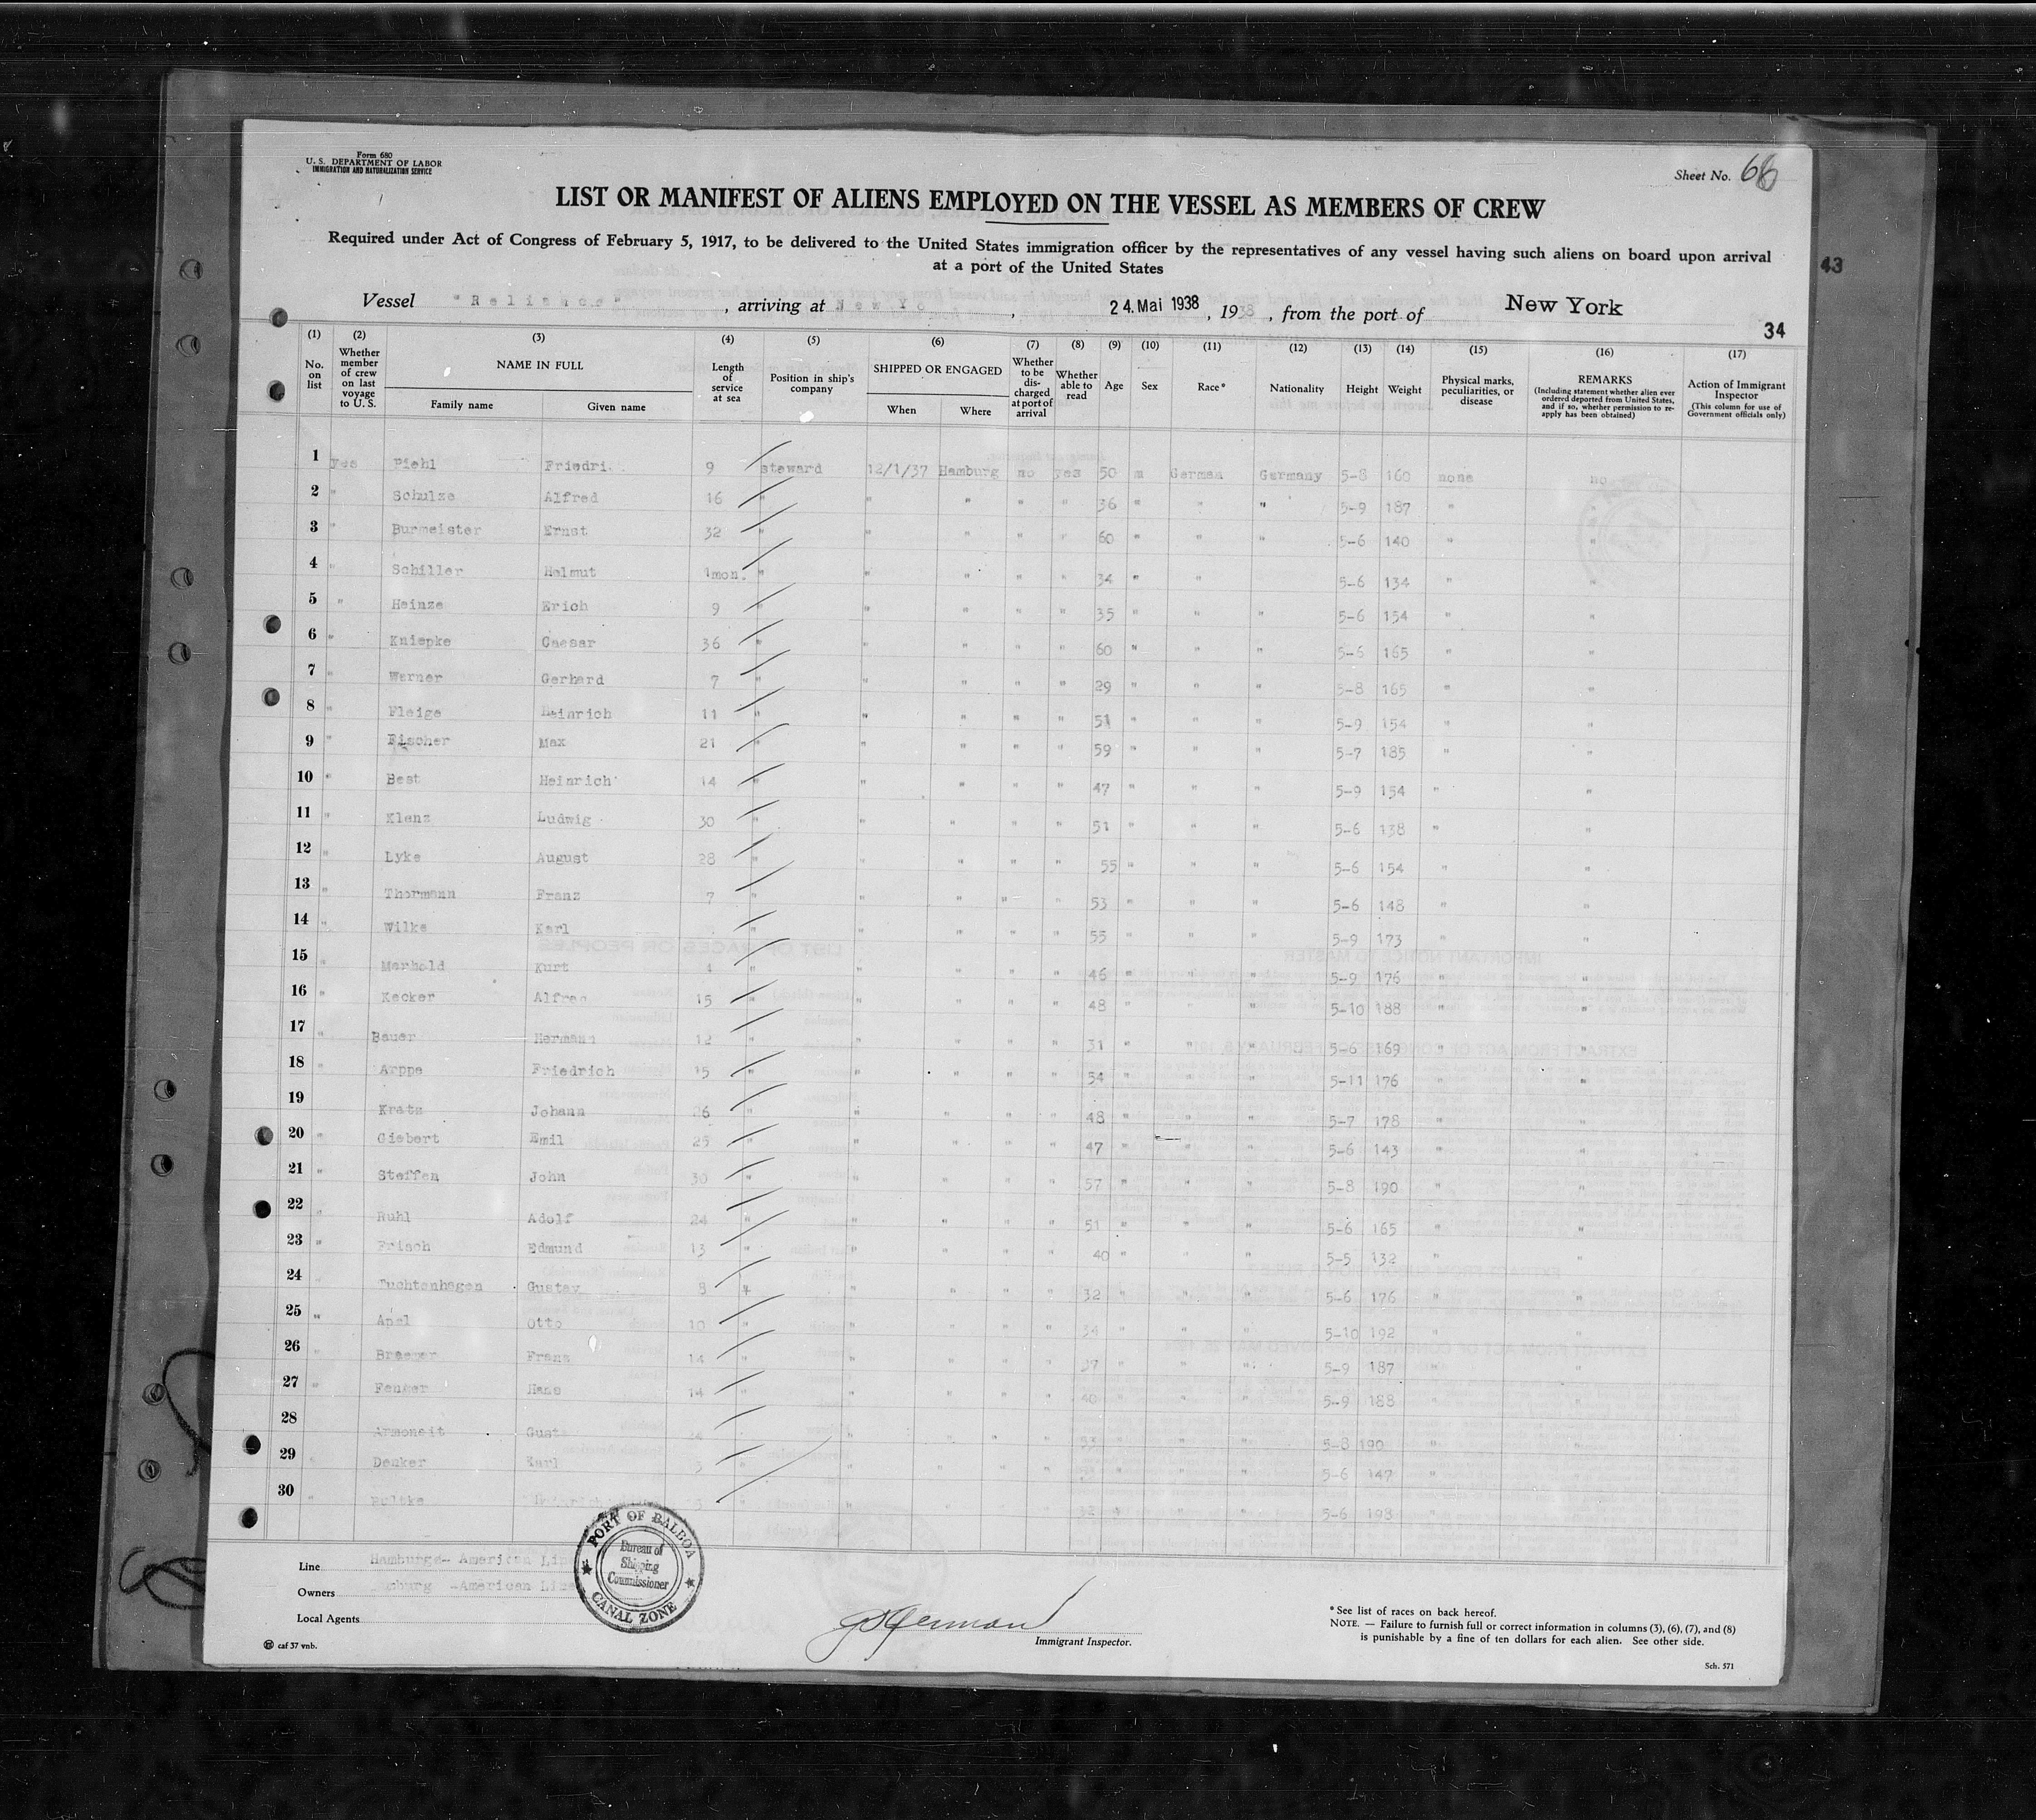 Form 680
U. S. DEPARTMENT OF LABOR
IMMIGRATION AND NATURALIZATION SERVICE
Sheet No.
LIST OR MANIFEST OF ALIENS EMPLOYED ON THE VESSEL AS MEMBERS OF CREW
Required under Act of Congress of February 5, 1917, to be delivered to the United States immigration officer by the representatives of any vessel having such aliens on board upon arrival
at a port of the United States
43
Vessel "Reliance", arriving at New Yo , 24. Mai 1938, 1938, from the port of New York
34
(1) (2) (3) (4) (5) (6) (7) (8) (9) (10) (11) (12) (13) (14) (15) (16) (17)
No. on list
Whether member of crew on last voyage to U. S.
NAME IN FULL
Family name Given name
Length of service at sea
Position in ship's company
SHIPPED OR ENGAGED
When Where
Whether to be discharged at port of arrival
Whether able to read
Age
Sex
Race*
Nationality
Height
Weight
Physical marks, peculiarities, or disease
REMARKS
(Including statement whether alien ever ordered deported from United States, and if so, whether permission to re-apply has been obtained)
Action of Immigrant Inspector
(This column for use of Government officials only)
1 Yes Piehl Friedri 9 steward 12/1/37 Hamburg no yes 50 m German Germany 5-8 160 none no
2 " Schulze Alfred 16 " " " " " 36 " " " 5-9 187 " "
3 " Burmeister Ernst 32 " " " " " 60 " " " 5-6 140 " "
4 " Schiller Helmut 1mon. " " " " " 34 " " " 5-6 134 " "
5 " Heinze Erich 9 " " " " " 35 " " " 5-6 154 " "
6 " Kniepke Caesar 36 " " " " " 60 " " " 5-6 165 " "
7 " Werner Gerhard 7 " " " " " 29 " " " 5-8 165 " "
8 " Fleige Heinrich 11 " " " " " 51 " " " 5-9 154 " "
9 " Fischer Max 21 " " " " " 59 " " " 5-7 185 " "
10 " Best Heinrich 14 " " " " " 47 " " " 5-9 154 " "
11 " Klenz Ludwig 30 " " " " " 51 " " " 5-6 138 " "
12 " Lyke August 28 " " " " " 55 " " " 5-6 154 " "
13 " Thormann Franz 7 " " " " " 53 " " " 5-6 148 " "
14 " Wilke Karl " " " " " 55 " " " 5-9 173 " "
15 " Merhold Kurt 4 " " " " " 46 " " " 5-9 176 " "
16 " Kecker Alfred 15 " " " " " 48 " " " 5-10 188 " "
17 " Bauer Hermann 12 " " " " " 31 " " " 5-6 169 " "
18 " Arppe Friedrich 15 " " " " " 54 " " " 5-11 176 " "
19 Kratz Johann 26 " " " " " 48 " " " 5-7 178 " "
20 " Giebert Emil 25 " " " " " 47 " " 5-6 143 " "
21 " Steffen John 30 " " " " " 57 " " " 5-8 190 " "
22 " Ruhl Adolf 24 " " " " " 51 " " " 5-6 165 " "
23 " Frisch Edmund 13 " " " " " 40 " " " 5-5 132 " "
24 Tuchtenhagen Gustav 8 " " " " " 32 " " " 5-6 176 " "
25 " Apel Otto 10 " " " " " 34 " " " 5-10 192 " "
26 " Franz 14 " " " " " 37 " " " 5-9 187 "
27 " Hans 14 " " " " " 40 " " " 5-9 188 " "
28 Armoneit Gust 24 " " " " 53 " " " 5-8 190 " "
29 " Denker Karl 5 " " " " " " " " 5-6 147 " "
30 " Heinrich 5 " " " 32 " " " 5-6 198 "
Line Hamburg- American Line
Owners Hamburg -American Line
Local Agents
PORT OF BALBOA
Bureau of
Shipping
Commissioner
CANAL ZONE
Immigrant Inspector.
* See list of races on back hereof.
NOTE. — Failure to furnish full or correct information in columns (3), (6), (7), and (8)
is punishable by a fine of ten dollars for each alien. See other side.
caf 37 vnb.
Sch. 571